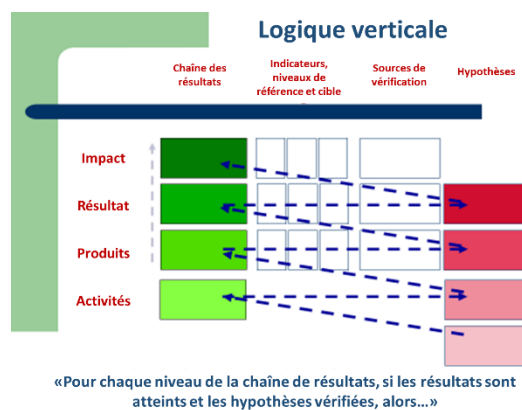 Logique verticale
Chaîne des
résultats
Indicateurs,
niveaux de
référence et cible
Sources de
vérification
Hypothèses
Impact
Résultat
Produits
Activités
«Pour chaque niveau de la chaîne de résultats, si les résultats sont
atteints et les hypothèses vérifiées, alors…»